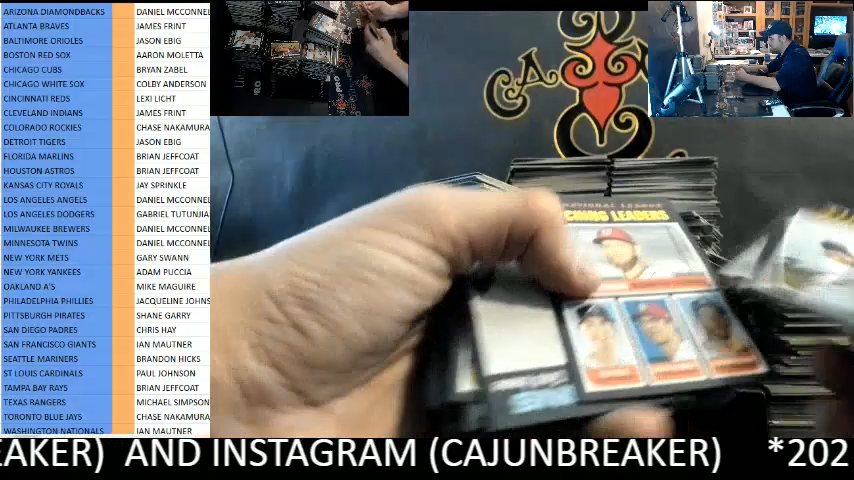 ARIZONA DIAMONDBACKS DANIEL MCCONNEL
ATLANTA BRAVES JAMES FRINT
BALTIMORE ORIOLES JASON EBIG
BOSTON RED SOX AARON MOLETTA
CHICAGO CUBS BRYAN ZABEL
CHICAGO WHITE SOX COLBY ANDERSON
CINCINNATI REDS LEXI LICHT
CLEVELAND INDIANS JAMES FRINT
COLORADO ROCKIES CHASE NAKAMURA
DETROIT TIGERS JASON EBIG
FLORIDA MARLINS BRIAN JEFFCOAT
HOUSTON ASTROS BRIAN JEFFCOAT
KANSAS CITY ROYALS JAY SPRINKLE
LOS ANGELES ANGELS DANIEL MCCONNEL
LOS ANGELES DODGERS GABRIEL TUTUNJIA
MILWAUKEE BREWERS DANIEL MCCONNEL
MINNESOTA TWINS DANIEL MCCONNEL
NEW YORK METS GARY SWANN
NEW YORK YANKEES ADAM PUCCIA
OAKLAND A'S MIKE MAGUIRE
PHILADELPHIA PHILLIES JACQUELINE JOHNS
PITTSBURGH PIRATES SHANE GARRY
SAN DIEGO PADRES CHRIS HAY
SAN FRANCISCO GIANTS IAN MAUTNER
SEATTLE MARINERS BRANDON HICKS
ST LOUIS CARDINALS PAUL JOHNSON
TAMPA BAY RAYS BRIAN JEFFCOAT
TEXAS RANGERS MICHAEL SIMPSON
TORONTO BLUE JAYS CHASE NAKAMURA
WASHINGTON NATIONALS IAN MAUTNER
CA
LEADERS
EAKER) AND INSTAGRAM (CAJUNBREAKER) *202